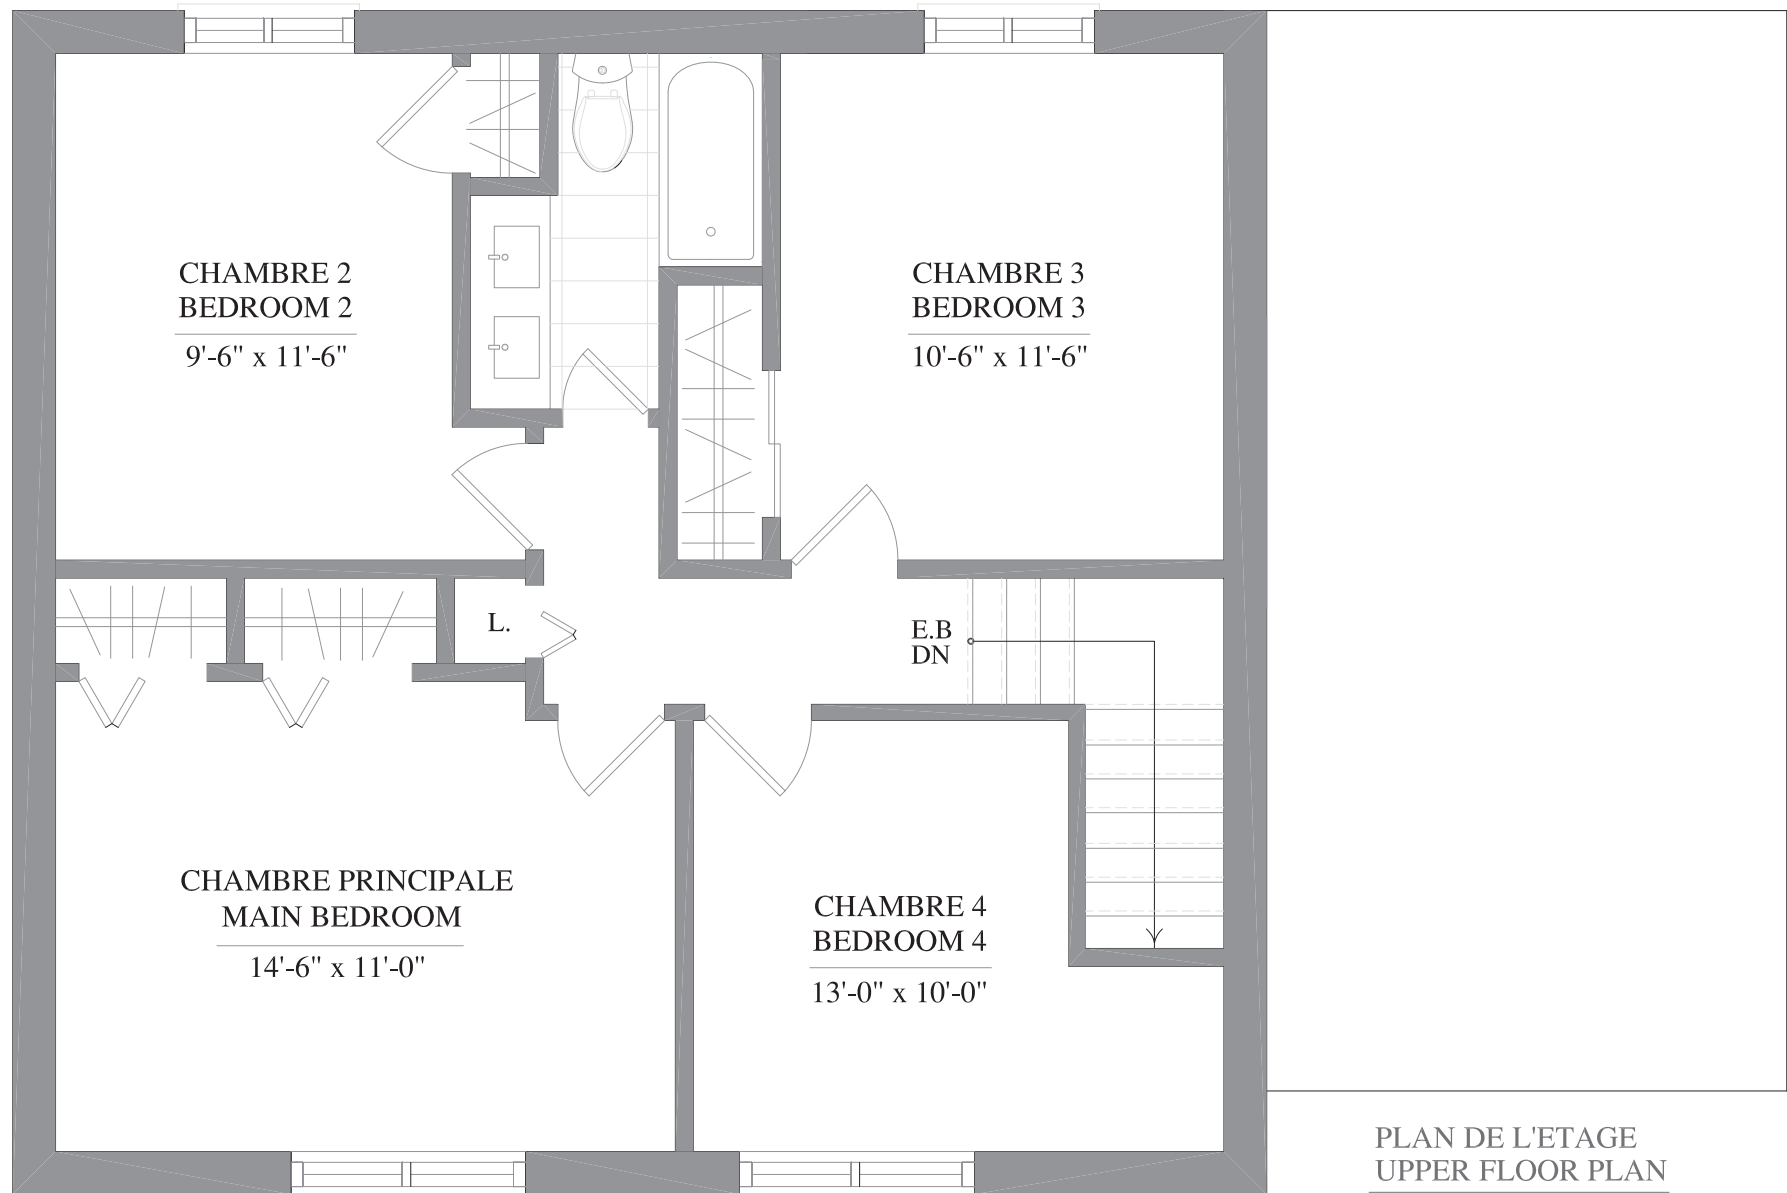 CHAMBRE 2
BEDROOM 2
9'-6" x 11'-6"
CHAMBRE 3
BEDROOM 3
10'-6" x 11'-6"
L.
E.B
DN
CHAMBRE PRINCIPALE
MAIN BEDROOM
14'-6" x 11'-0"
CHAMBRE 4
BEDROOM 4
13'-0" x 10'-0"
PLAN DE L'ETAGE
UPPER FLOOR PLAN